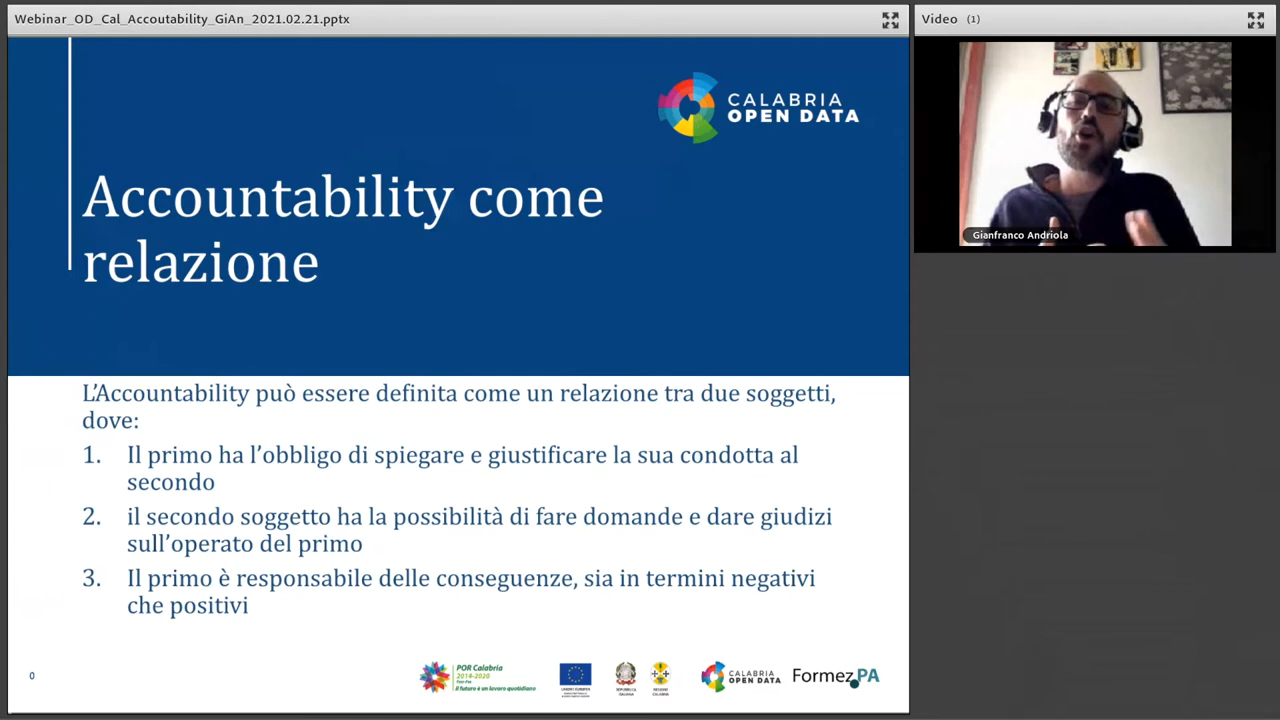 Webinar_OD_Cal_Accoutability_GiAn_2021.02.21.pptx
Video (1)
CALABRIA
OPEN DATA
Gianfranco Andriola
Accountability come
relazione
L’Accountability può essere definita come un relazione tra due soggetti,
dove:
1. Il primo ha l’obbligo di spiegare e giustificare la sua condotta al
secondo
2. il secondo soggetto ha la possibilità di fare domande e dare giudizi
sull’operato del primo
3. Il primo è responsabile delle conseguenze, sia in termini negativi
che positivi
0
POR Calabria
2014-2020
il futuro è un lavoro quotidiano
UNIONE EUROPEA
REPUBBLICA
ITALIANA
REGIONE
CALABRIA
CALABRIA
OPEN DATA
FormezPA